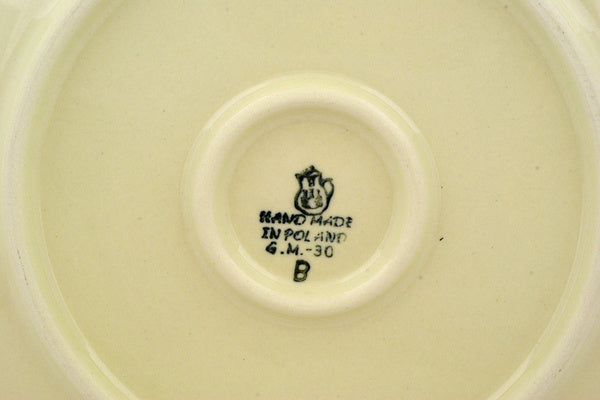 HAND MADE
IN POLAND
G.M.-30
B